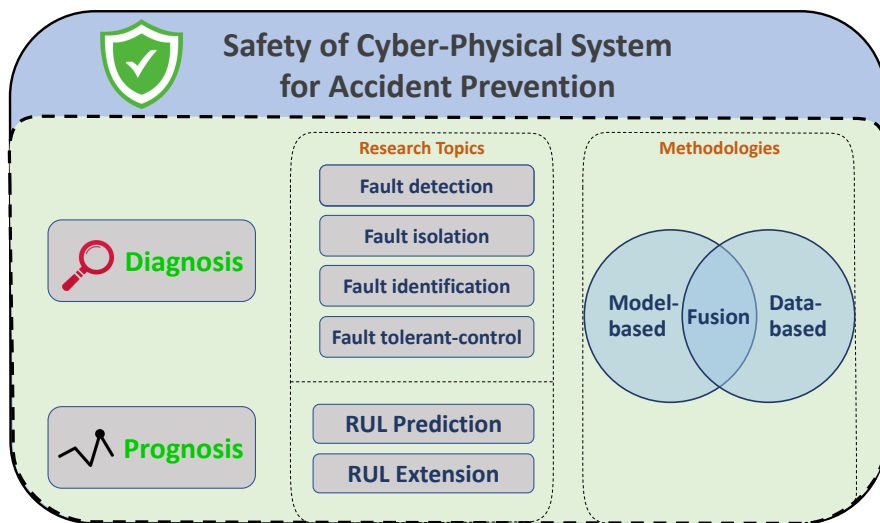 Safety of Cyber-Physical System
for Accident Prevention
Research Topics
Methodologies
Diagnosis
Fault detection
Fault isolation
Fault identification
Fault tolerant-control
Model-
based
Fusion
Data-
based
Prognosis
RUL Prediction
RUL Extension